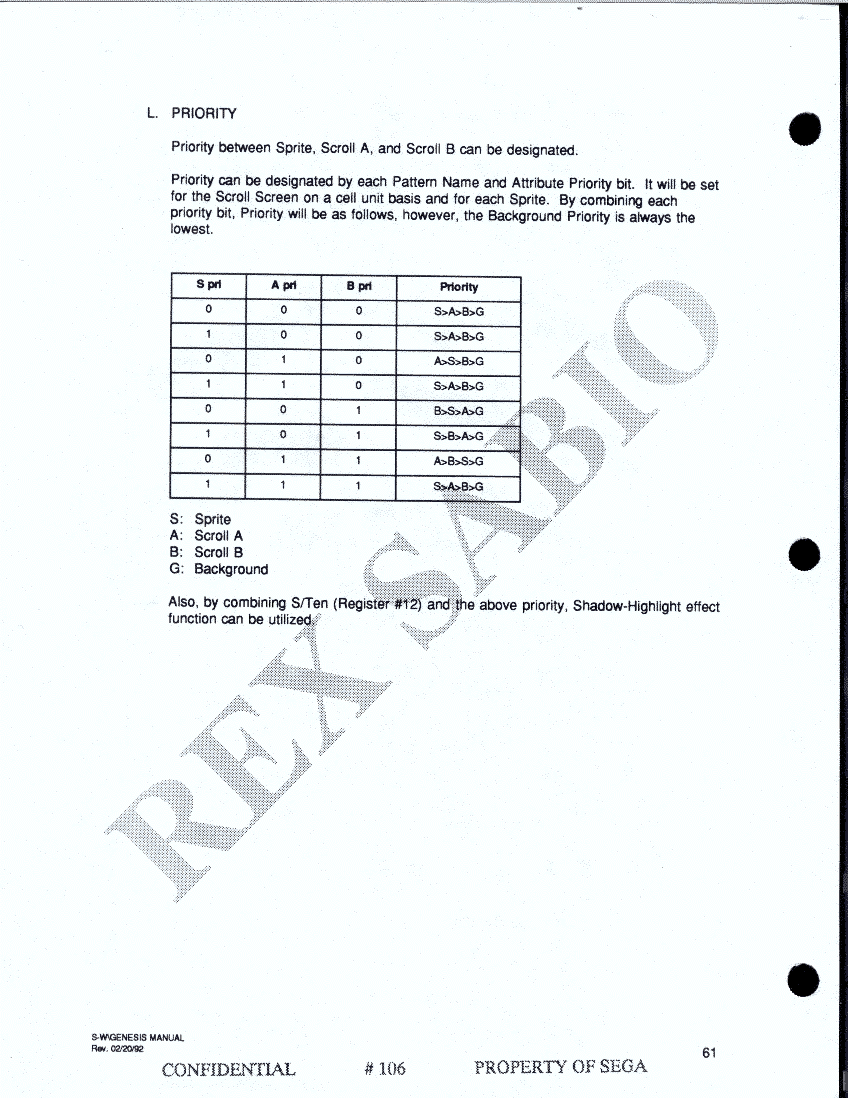 L. PRIORITY
Priority between Sprite, Scroll A, and Scroll B can be designated.
Priority can be designated by each Pattern Name and Attribute Priority bit. It will be set
for the Scroll Screen on a cell unit basis and for each Sprite. By combining each
priority bit, Priority will be as follows, however, the Background Priority is always the
lowest.
S pri A pri B pri Priority
0 0 0 S>A>B>G
1 0 0 S>A>B>G
0 1 0 A>S>B>G
1 1 0 S>A>B>G
0 0 1 B>S>A>G
1 0 1 S>B>A>G
0 1 1 A>B>S>G
1 1 1 S>A>B>G
S: Sprite
A: Scroll A
B: Scroll B
G: Background
Also, by combining S/Ten (Register #12) and the above priority, Shadow-Highlight effect
function can be utilized.
REX SABIO
S-W\GENESIS MANUAL
Rev. 02/20/92
61
CONFIDENTIAL # 106 PROPERTY OF SEGA